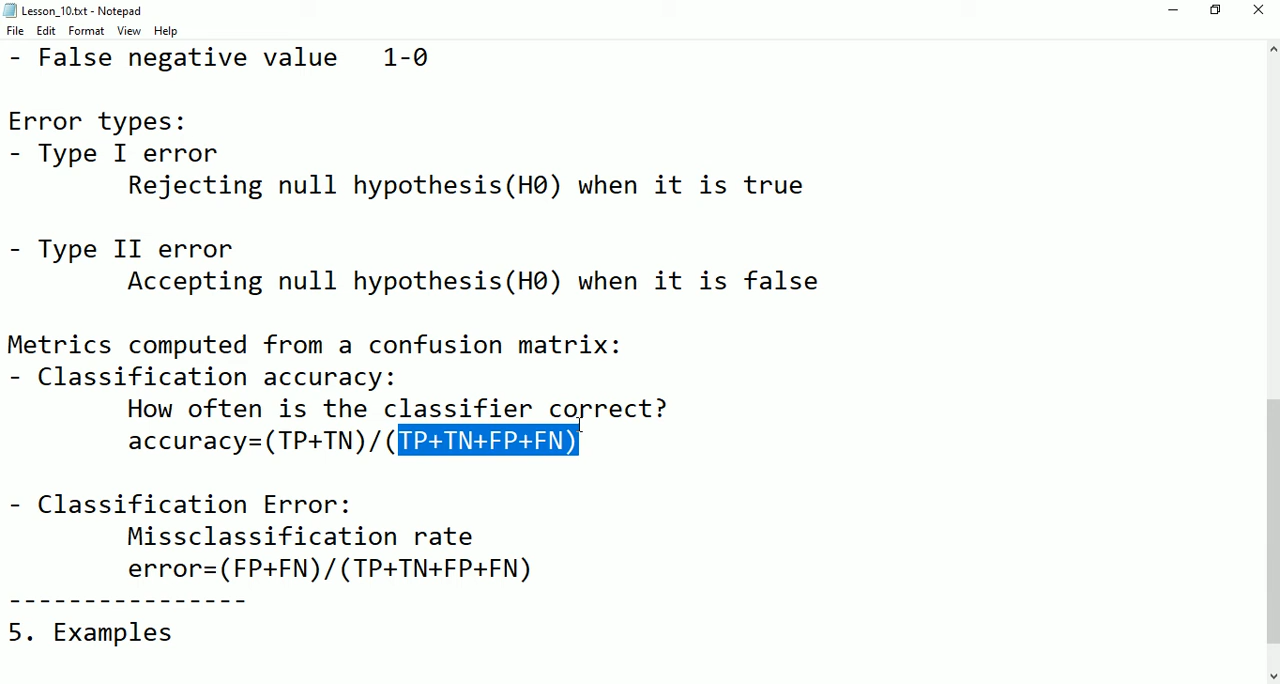 Lesson_10.txt - Notepad
File Edit Format View Help
- False negative value 1-0
Error types:
- Type I error
Rejecting null hypothesis(H0) when it is true
- Type II error
Accepting null hypothesis(H0) when it is false
Metrics computed from a confusion matrix:
- Classification accuracy:
How often is the classifier correct?
accuracy=(TP+TN)/(TP+TN+FP+FN)
- Classification Error:
Missclassification rate
error=(FP+FN)/(TP+TN+FP+FN)
----------------
5. Examples